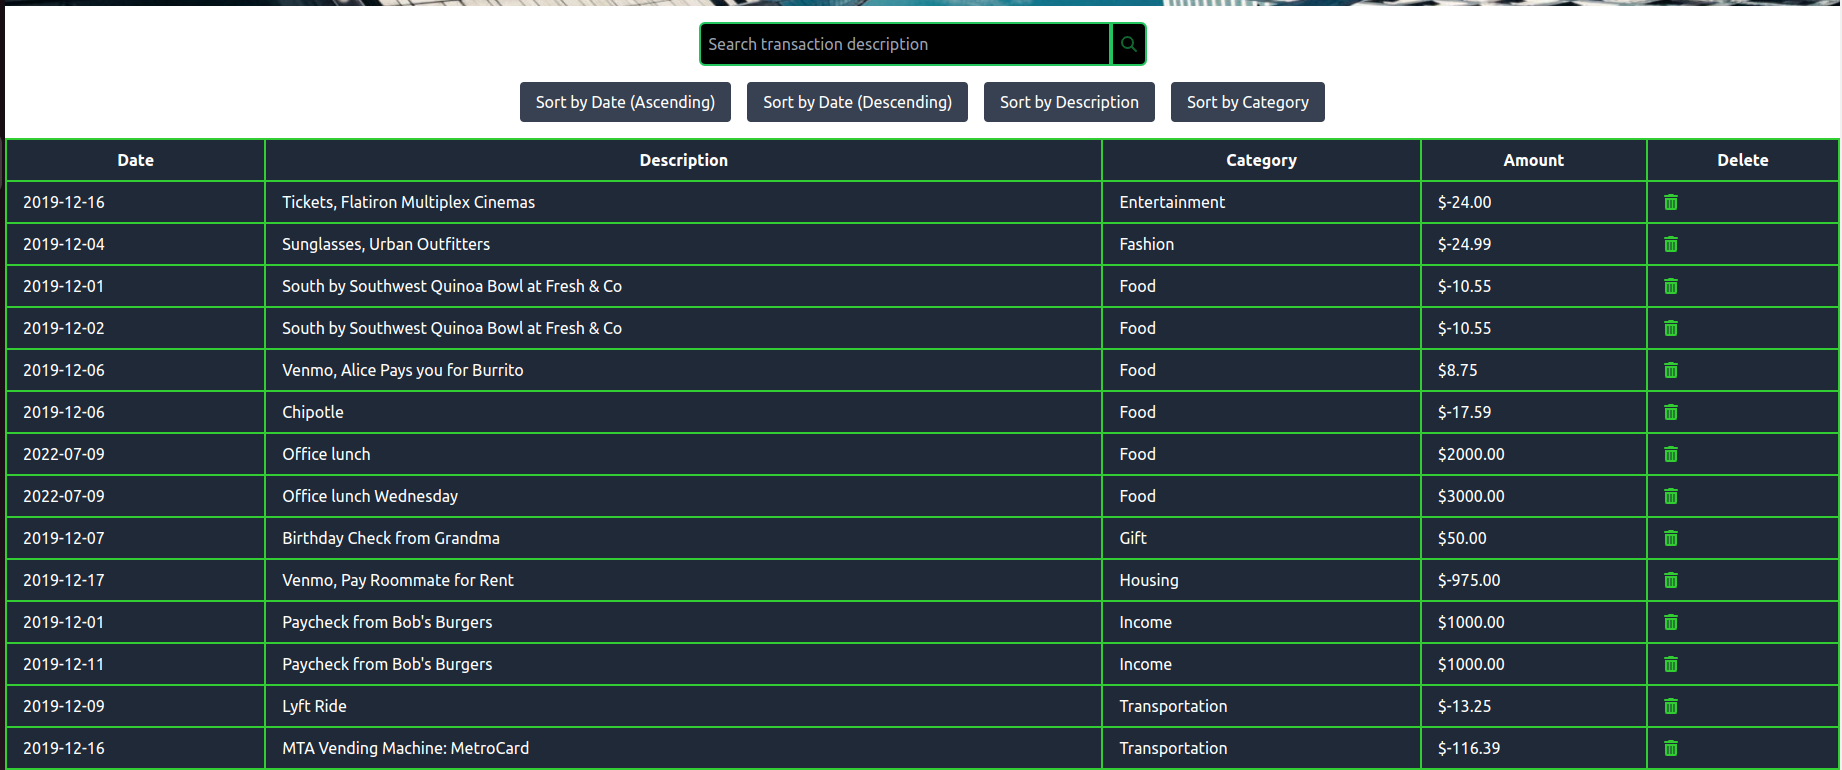 Search transaction description
Sort by Date (Ascending) Sort by Date (Descending) Sort by Description Sort by Category
Date Description Category Amount Delete
2019-12-16 Tickets, Flatiron Multiplex Cinemas Entertainment $-24.00
2019-12-04 Sunglasses, Urban Outfitters Fashion $-24.99
2019-12-01 South by Southwest Quinoa Bowl at Fresh & Co Food $-10.55
2019-12-02 South by Southwest Quinoa Bowl at Fresh & Co Food $-10.55
2019-12-06 Venmo, Alice Pays you for Burrito Food $8.75
2019-12-06 Chipotle Food $-17.59
2022-07-09 Office lunch Food $2000.00
2022-07-09 Office lunch Wednesday Food $3000.00
2019-12-07 Birthday Check from Grandma Gift $50.00
2019-12-17 Venmo, Pay Roommate for Rent Housing $-975.00
2019-12-01 Paycheck from Bob's Burgers Income $1000.00
2019-12-11 Paycheck from Bob's Burgers Income $1000.00
2019-12-09 Lyft Ride Transportation $-13.25
2019-12-16 MTA Vending Machine: MetroCard Transportation $-116.39